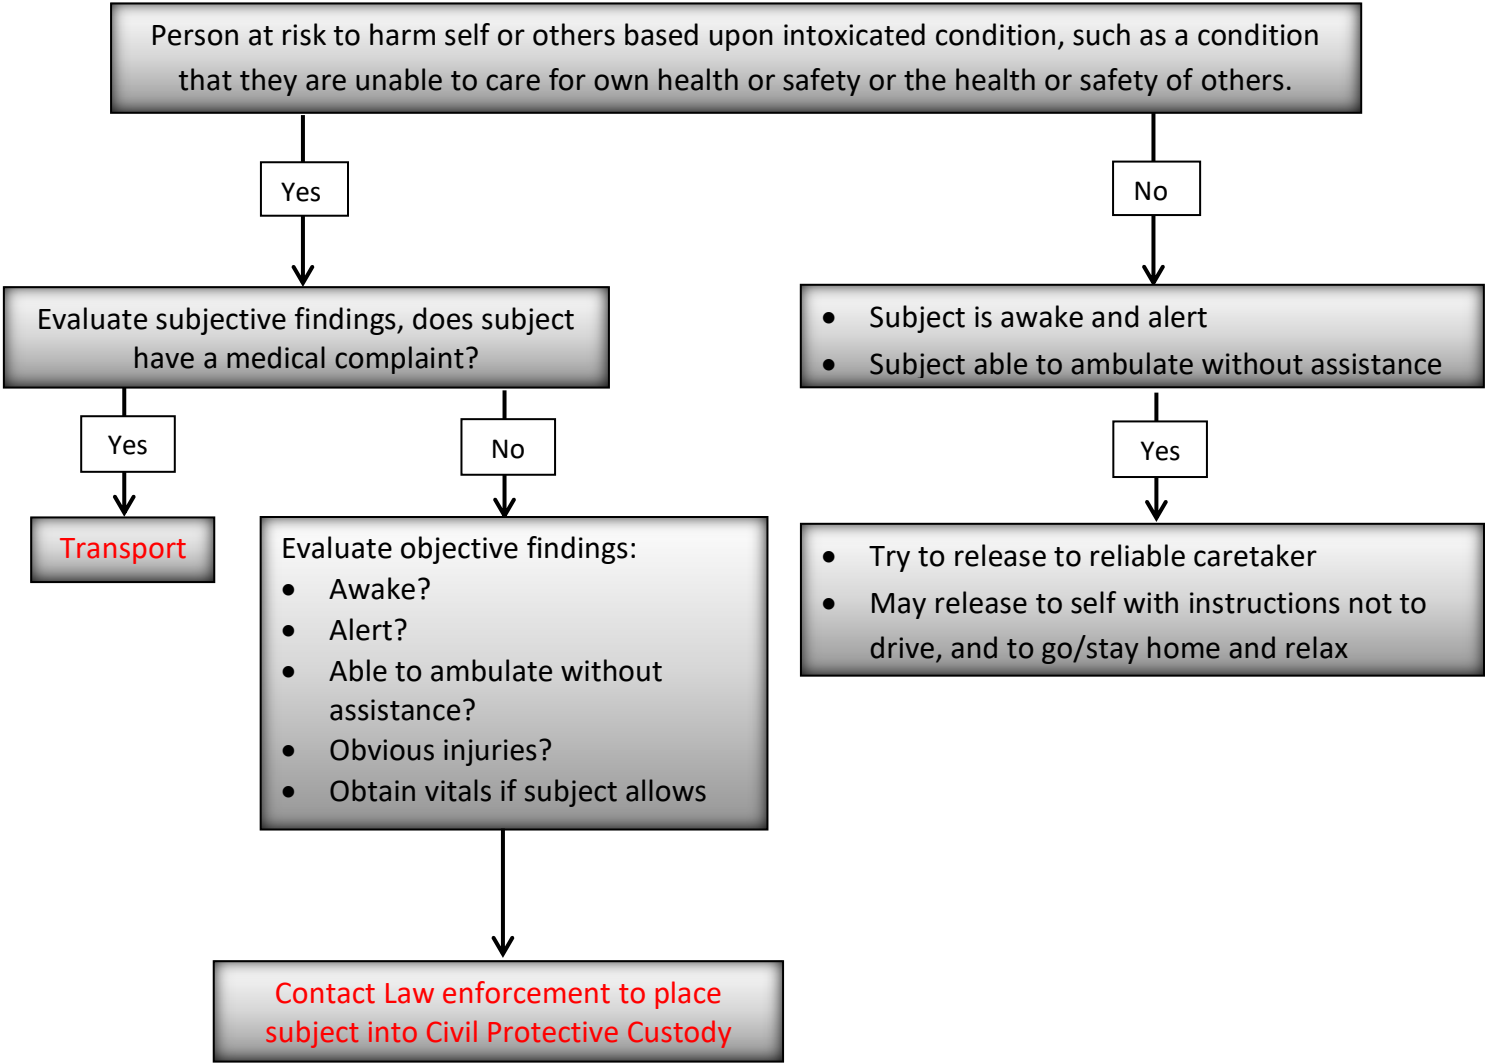 Person at risk to harm self or others based upon intoxicated condition, such as a condition
that they are unable to care for own health or safety or the health or safety of others.
Yes
No
Evaluate subjective findings, does subject
have a medical complaint?
• Subject is awake and alert
• Subject able to ambulate without assistance
Yes
No
Yes
Transport
Evaluate objective findings:
• Awake?
• Alert?
• Able to ambulate without
assistance?
• Obvious injuries?
• Obtain vitals if subject allows
• Try to release to reliable caretaker
• May release to self with instructions not to
drive, and to go/stay home and relax
Contact Law enforcement to place
subject into Civil Protective Custody